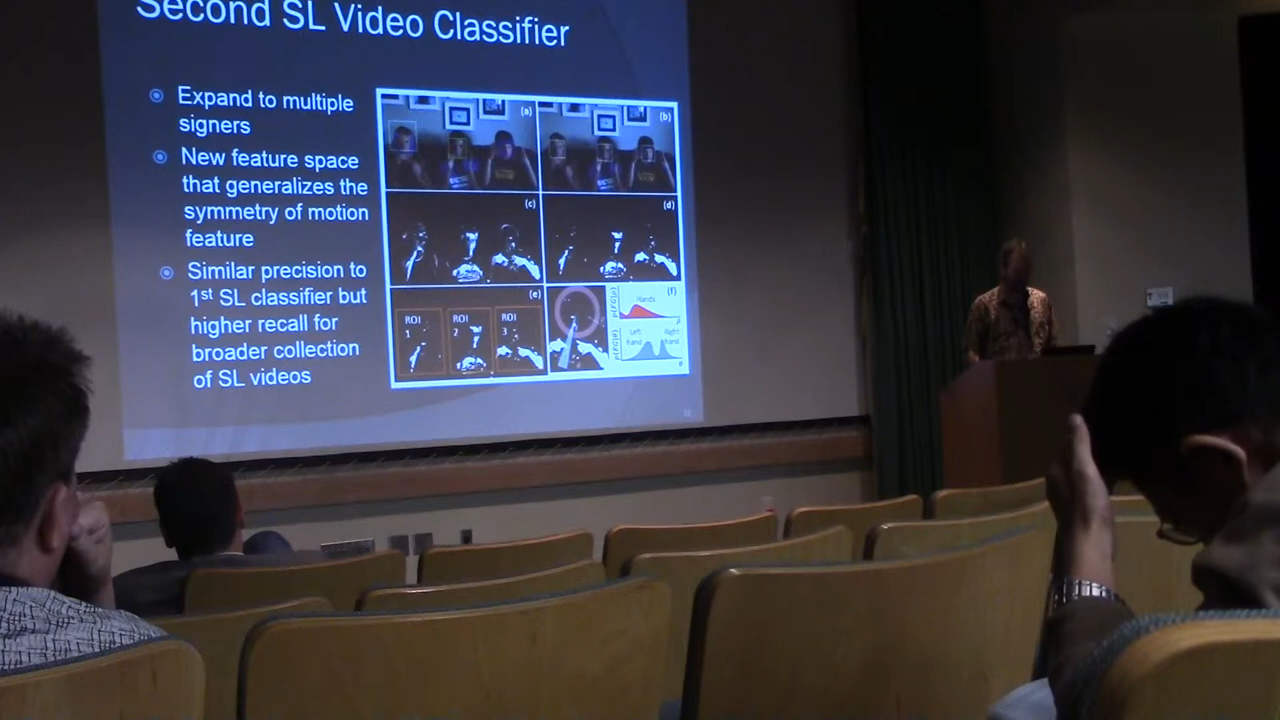 Second SL Video Classifier
Expand to multiple
signers
New feature space
that generalizes the
symmetry of motion
feature
Similar precision to
1st SL classifier but
higher recall for
broader collection
of SL videos
(a)
(b)
(c)
(d)
(e)
ROI
1
ROI
2
ROI
3
(f)
Hands
Left
hand
Right
hand